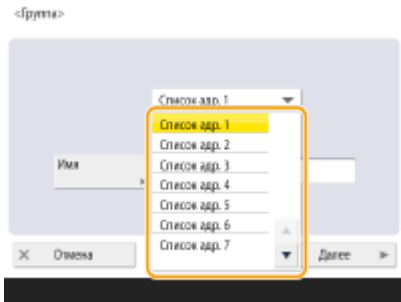 <Группа>
Список адр. 1
Список адр. 1
Список адр. 2
Имя
Список адр. 3
Список адр. 4
Список адр. 5
Список адр. 6
Список адр. 7
Отмена
Далее